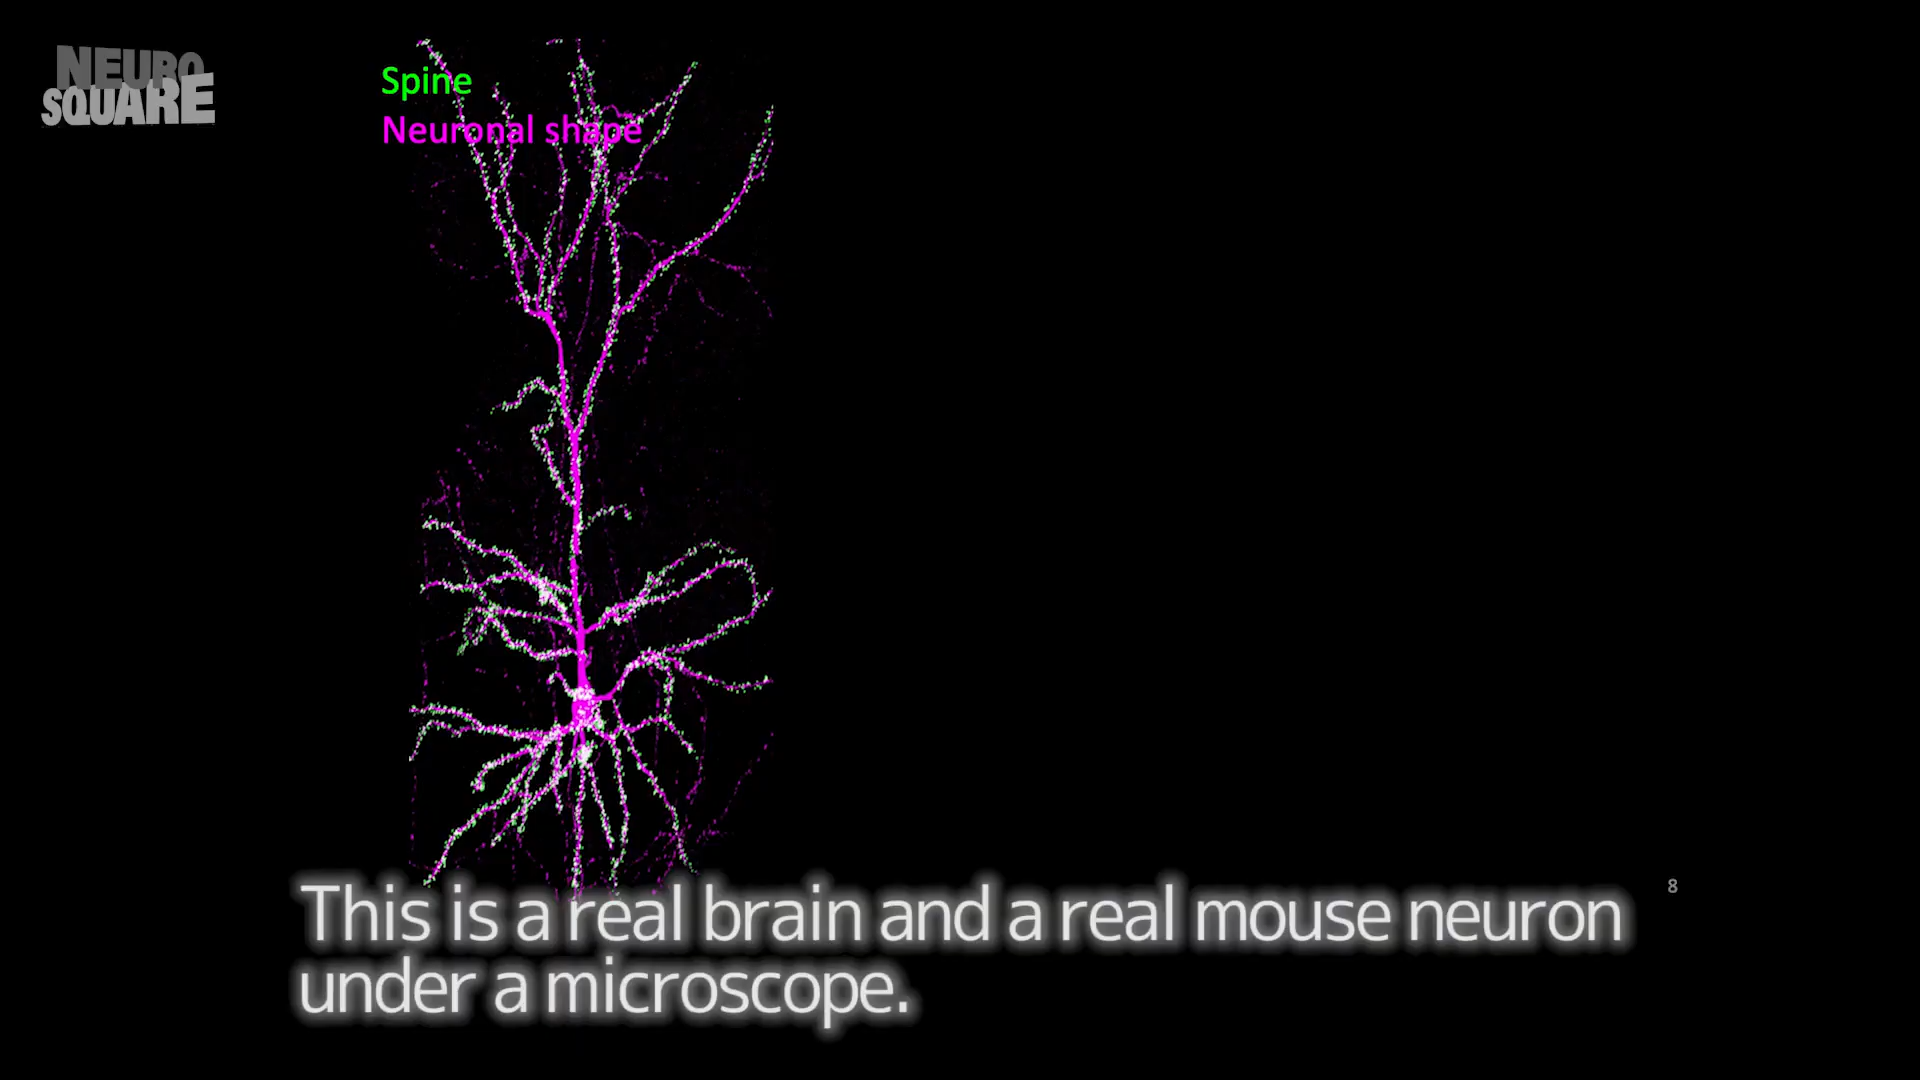 NEURO
SQUARE
Spine
Neuronal shape
8
This is a real brain and a real mouse neuron
under a microscope.